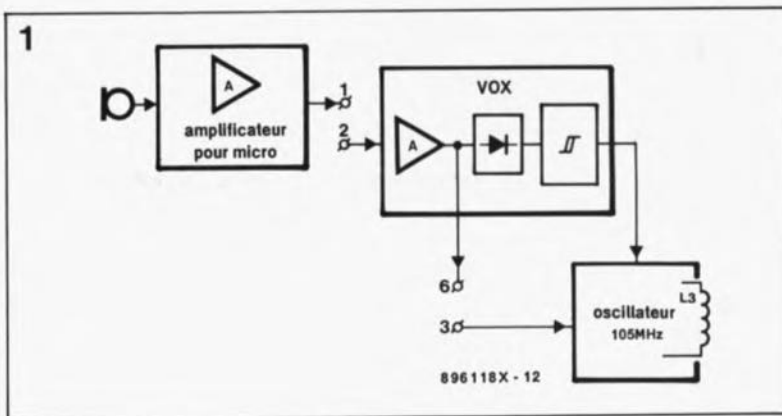 1
A
amplificateur
pour micro
1
2
VOX
A
6
3
oscillateur
105MHz
L3
896118X - 12